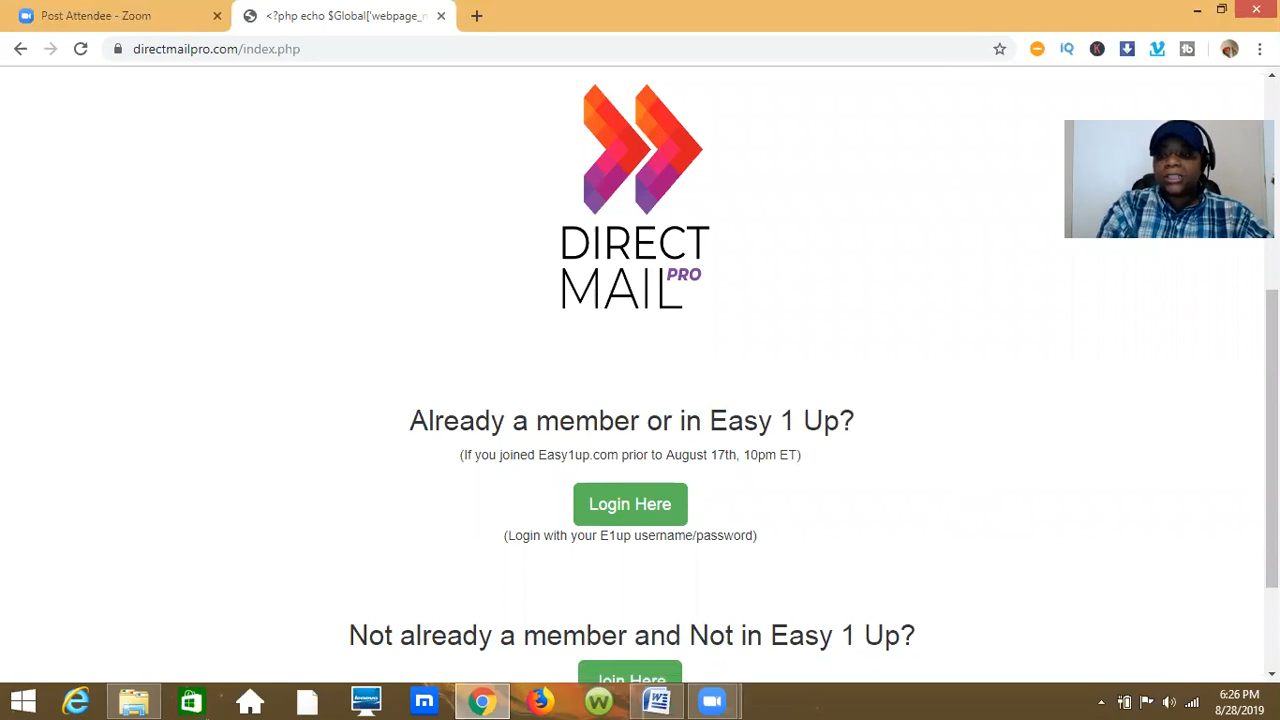 Post Attendee - Zoom
<?php echo $Global['webpage_n
directmailpro.com/index.php
DIRECT
MAIL PRO
Already a member or in Easy 1 Up?
(If you joined Easy1up.com prior to August 17th, 10pm ET)
Login Here
(Login with your E1up username/password)
Not already a member and Not in Easy 1 Up?
Join Here
6:26 PM
8/28/2019